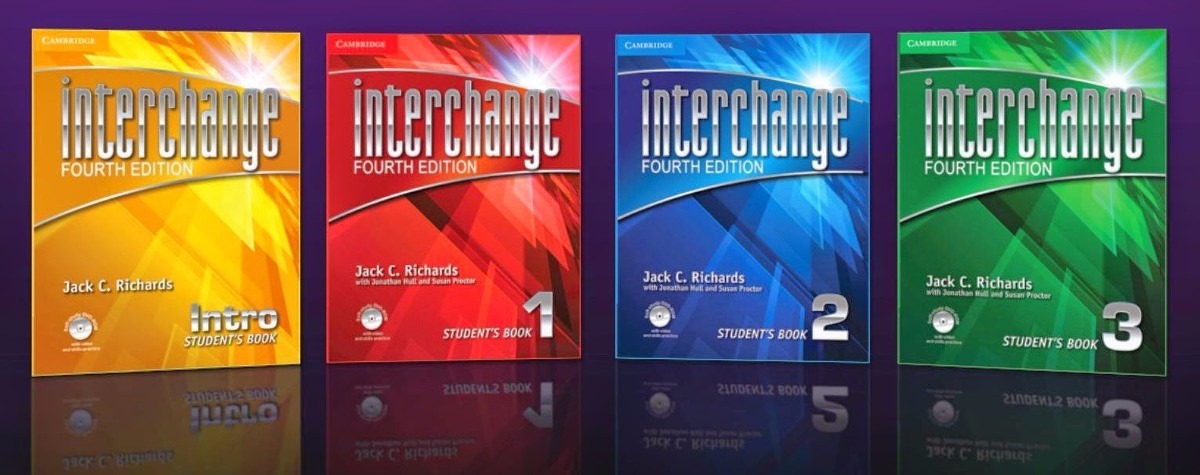 CAMBRIDGE
interchange
FOURTH EDITION
Jack C. Richards
Intro
STUDENT'S BOOK
CAMBRIDGE
interchange
FOURTH EDITION
Jack C. Richards
with Jonathan Hull and Susan Proctor
STUDENT'S BOOK 1
CAMBRIDGE
interchange
FOURTH EDITION
Jack C. Richards
with Jonathan Hull and Susan Proctor
STUDENT'S BOOK 2
CAMBRIDGE
interchange
FOURTH EDITION
Jack C. Richards
with Jonathan Hull and Susan Proctor
STUDENT'S BOOK 3